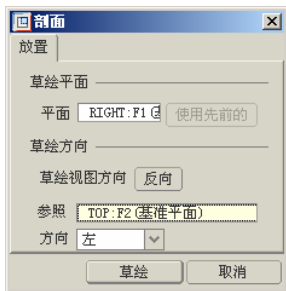 剖面
放置
草绘平面
平面 RIGHT:F1 使用先前的
草绘方向
草绘视图方向 反向
参照 TOP:F2(基准平面)
方向 左
草绘 取消